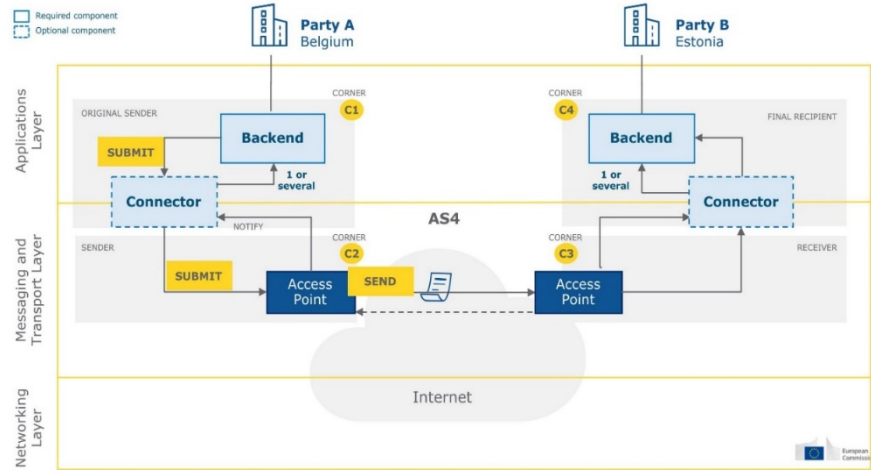 Required component
Optional component
Party A
Belgium
Party B
Estonia
Applications
Layer
ORIGINAL SENDER
CORNER
C1
CORNER
C4
FINAL RECIPIENT
Backend
Backend
SUBMIT
1 or
several
1 or
several
Connector
Connector
AS4
NOTIFY
Messaging and
Transport Layer
SENDER
CORNER
C2
CORNER
C3
RECEIVER
SUBMIT
Access
Point
SEND
Access
Point
Internet
Networking
Layer
European
Commis